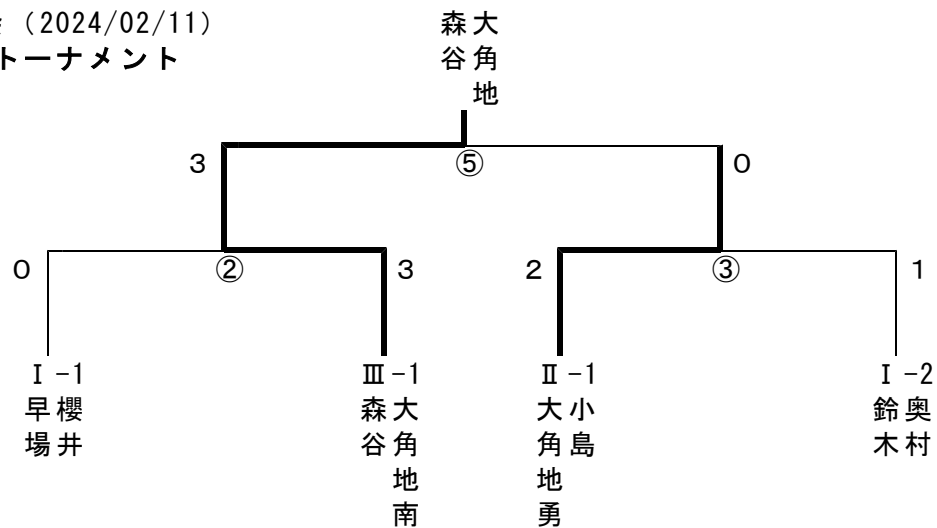 （2024/02/11）
トーナメント
大角地
森谷
3
⑤
0
0
②
3
2
③
1
Ⅰ-1
櫻井
早場
Ⅲ-1
大角地南
森谷
Ⅱ-1
小島
大角地勇
Ⅰ-2
奥村
鈴木